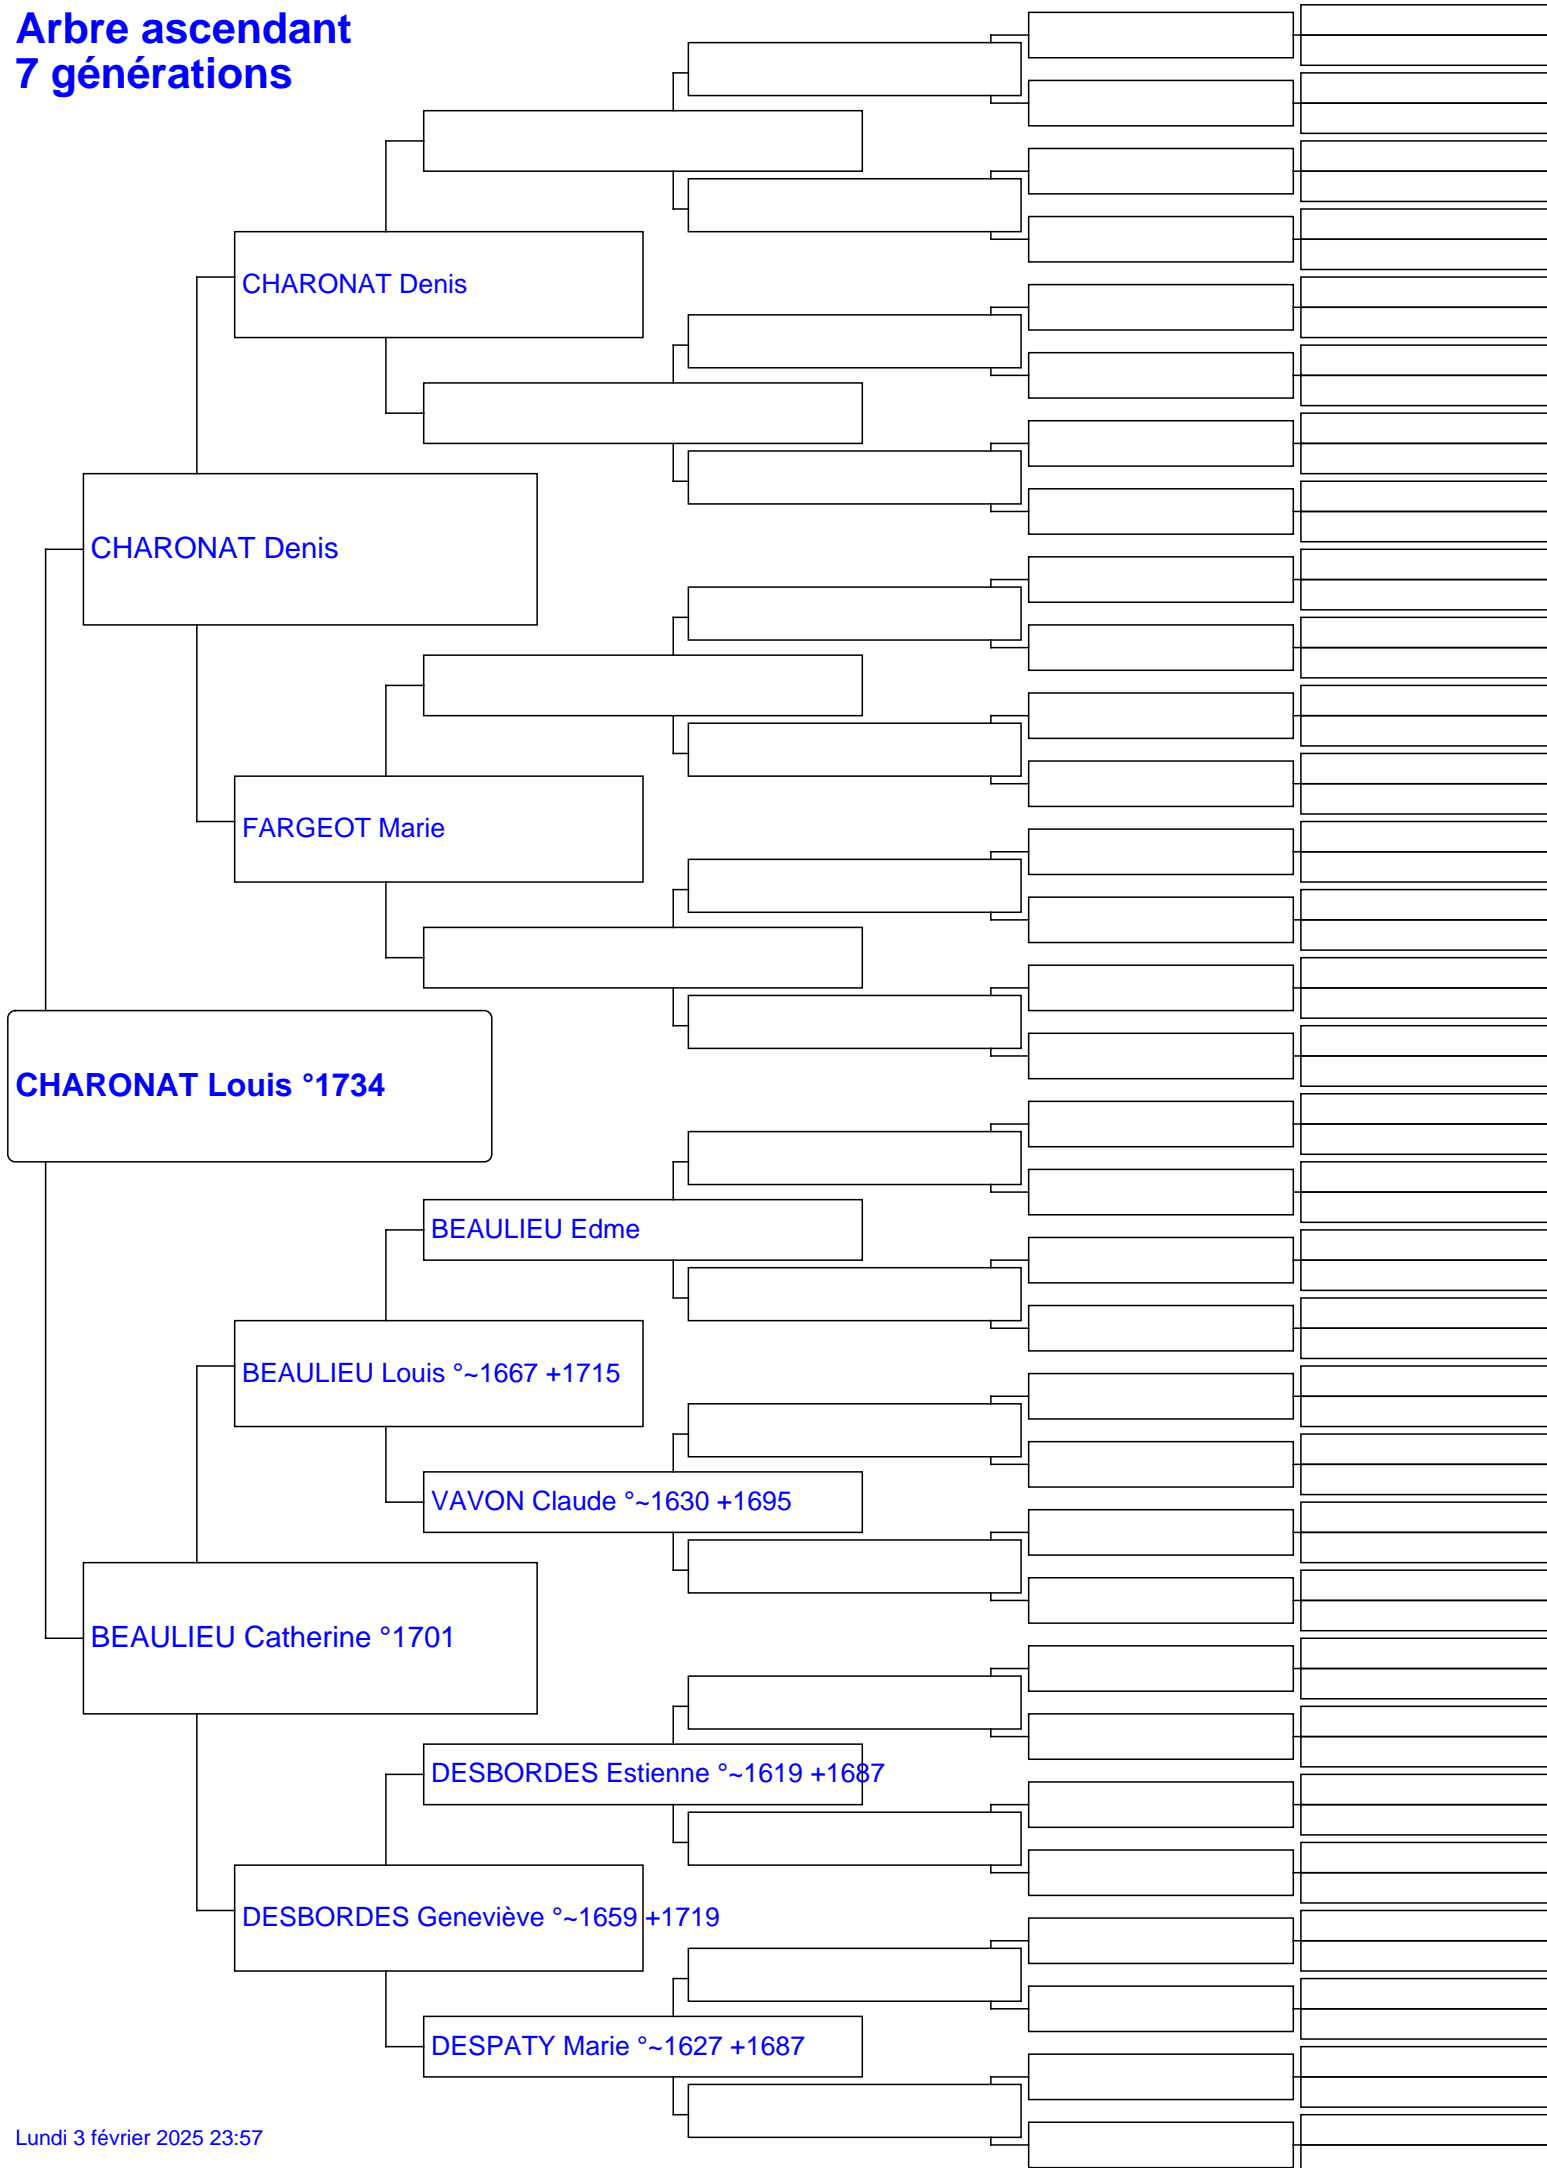 Arbre ascendant
7 générations
CHARONAT Denis
CHARONAT Denis
FARGEOT Marie
CHARONAT Louis °1734
BEAULIEU Edme
BEAULIEU Louis °~1667 +1715
VAVON Claude °~1630 +1695
BEAULIEU Catherine °1701
DESBORDES Estienne °~1619 +1687
DESBORDES Geneviève °~1659 +1719
DESPATY Marie °~1627 +1687
Lundi 3 février 2025 23:57